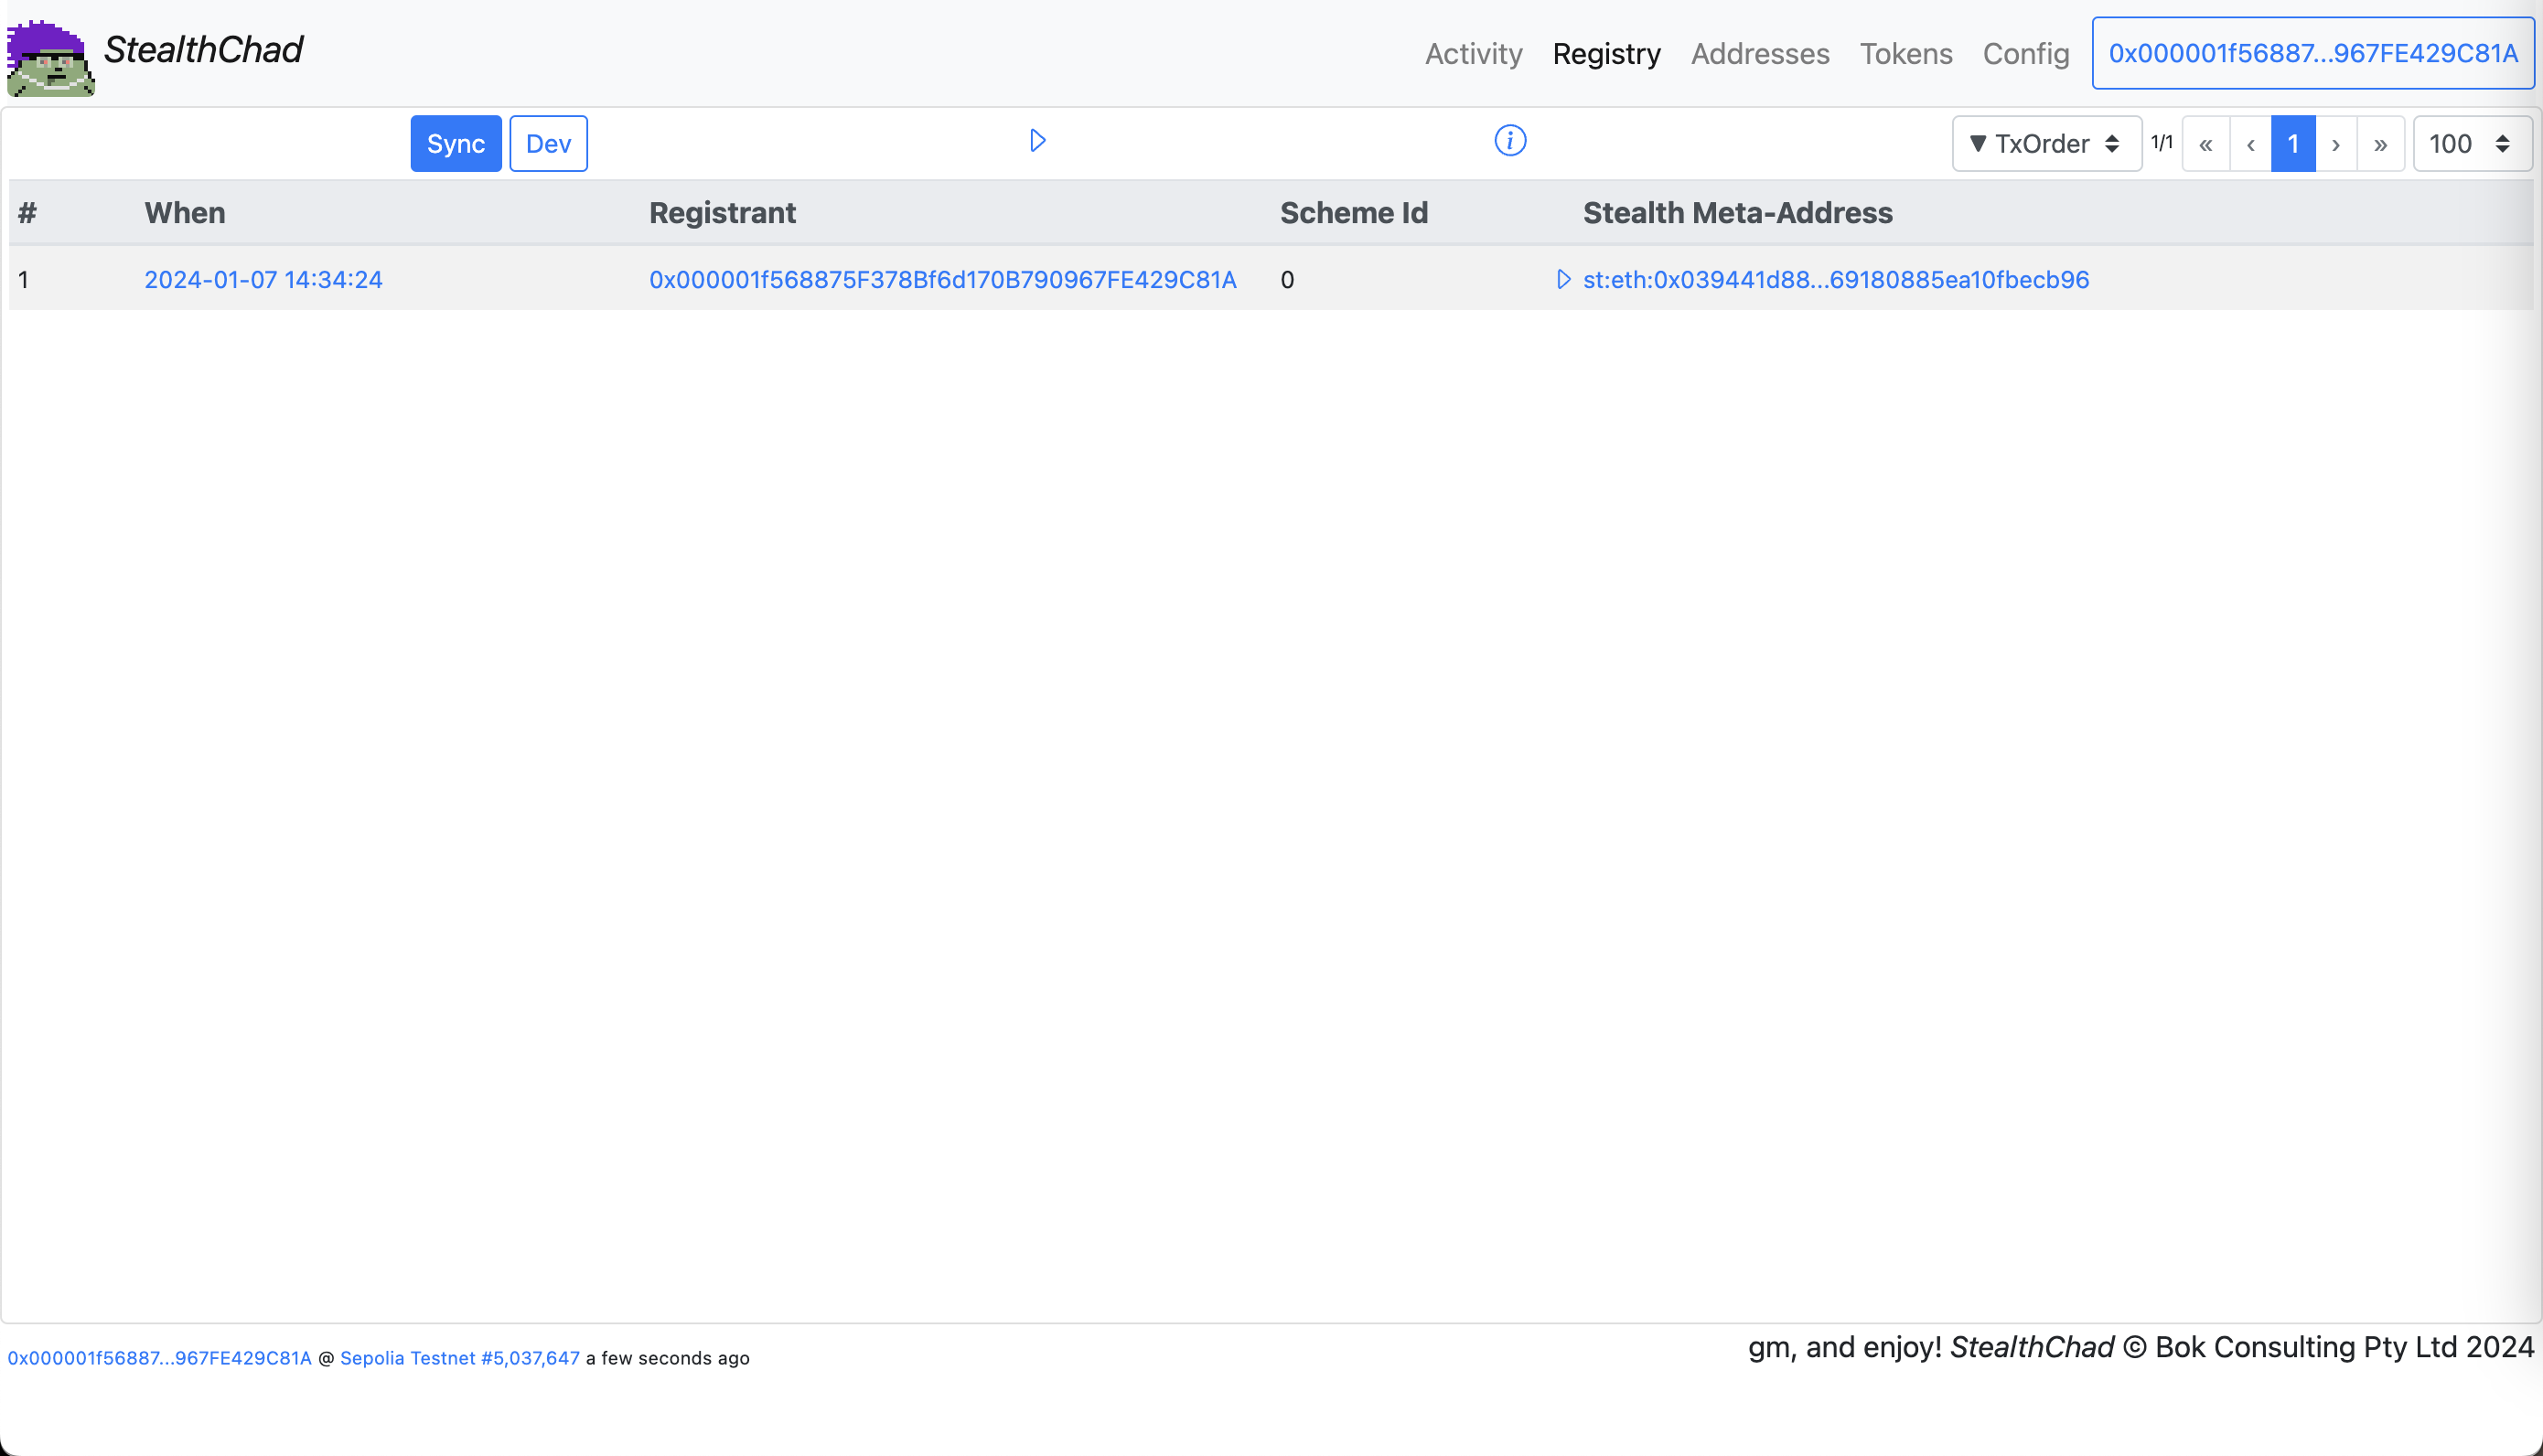 StealthChad
Activity Registry Addresses Tokens Config 0x000001f56887...967FE429C81A
Sync Dev i ▼ TxOrder 1/1 « ‹ 1 › » 100
# When Registrant Scheme Id Stealth Meta-Address
1 2024-01-07 14:34:24 0x000001f568875F378Bf6d170B790967FE429C81A 0 st:eth:0x039441d88...69180885ea10fbecb96
0x000001f56887...967FE429C81A @ Sepolia Testnet #5,037,647 a few seconds ago
gm, and enjoy! StealthChad © Bok Consulting Pty Ltd 2024